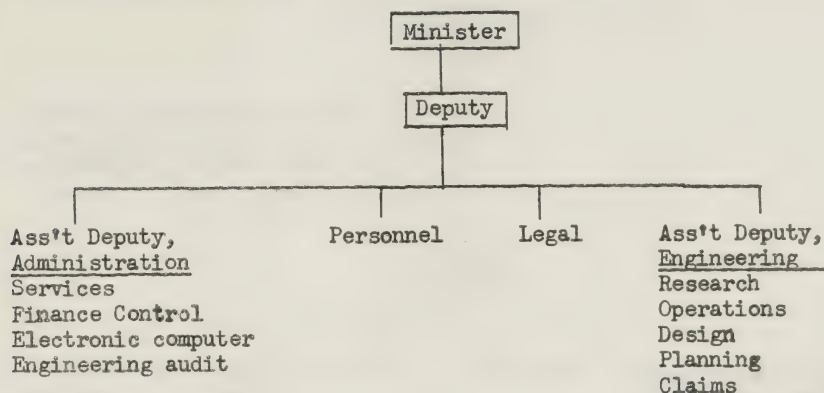 Minister
Deputy
Ass't Deputy,
Administration
Services
Finance Control
Electronic computer
Engineering audit
Personnel
Legal
Ass't Deputy,
Engineering
Research
Operations
Design
Planning
Claims